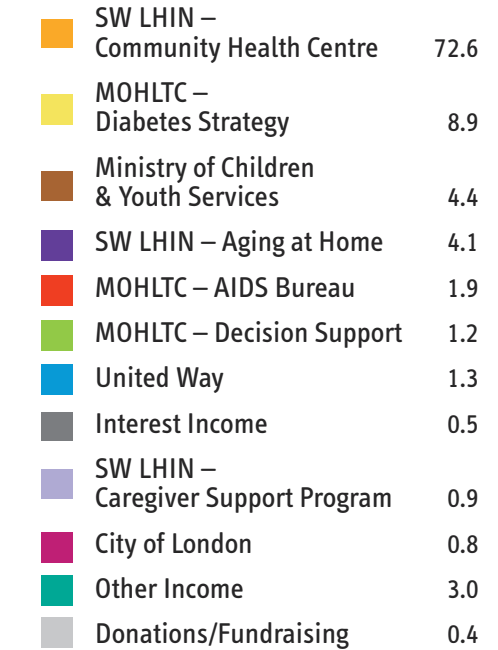 SW LHIN –
Community Health Centre 72.6
MOHLTC –
Diabetes Strategy 8.9
Ministry of Children
& Youth Services 4.4
SW LHIN – Aging at Home 4.1
MOHLTC – AIDS Bureau 1.9
MOHLTC – Decision Support 1.2
United Way 1.3
Interest Income 0.5
SW LHIN –
Caregiver Support Program 0.9
City of London 0.8
Other Income 3.0
Donations/Fundraising 0.4